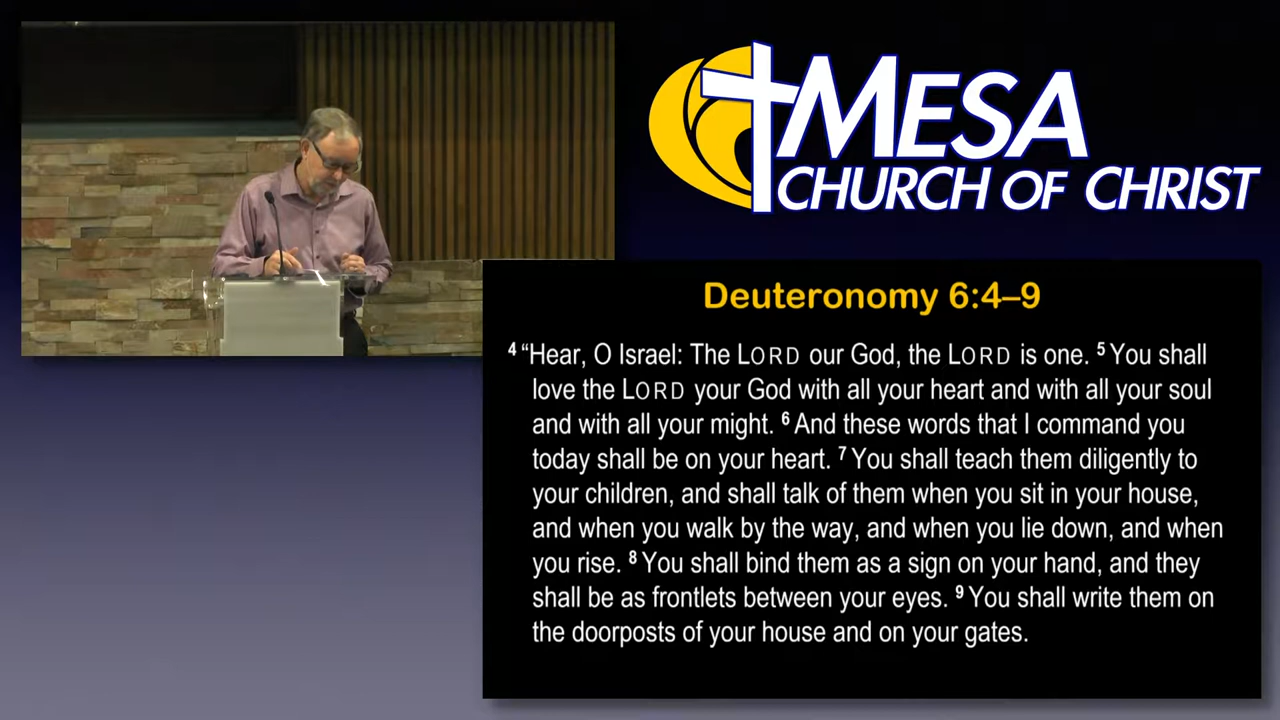 MESA
CHURCH OF CHRIST
Deuteronomy 6:4–9
4 “Hear, O Israel: The LORD our God, the LORD is one. 5 You shall
love the LORD your God with all your heart and with all your soul
and with all your might. 6 And these words that I command you
today shall be on your heart. 7 You shall teach them diligently to
your children, and shall talk of them when you sit in your house,
and when you walk by the way, and when you lie down, and when
you rise. 8 You shall bind them as a sign on your hand, and they
shall be as frontlets between your eyes. 9 You shall write them on
the doorposts of your house and on your gates.